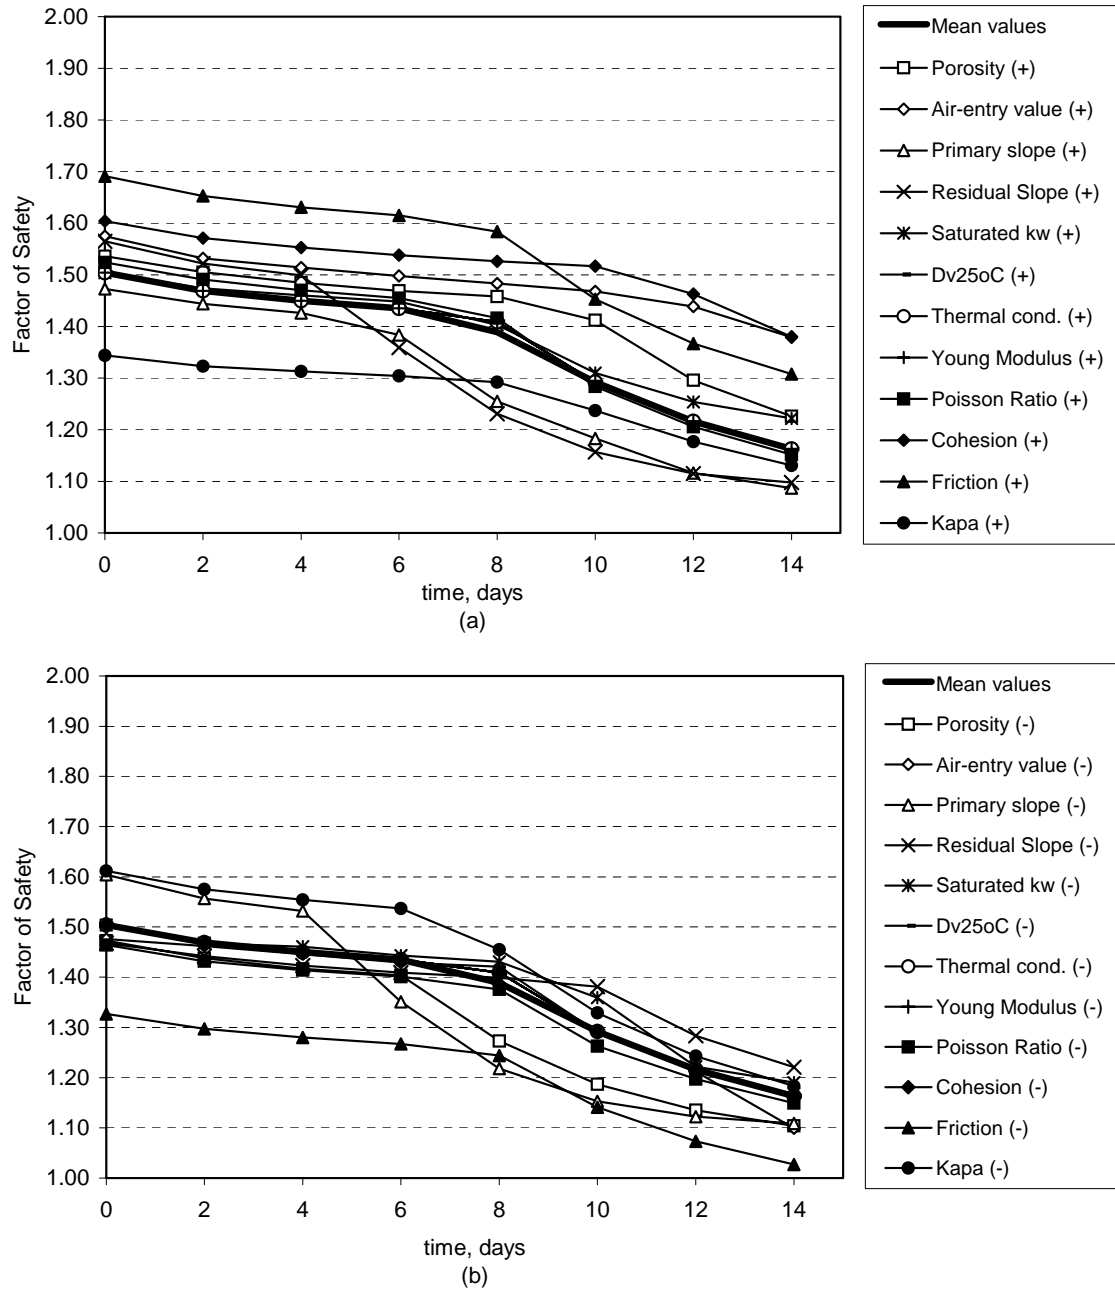 2.00
1.90
1.80
1.70
1.60
1.50
1.40
1.30
1.20
1.10
1.00
Factor of Safety
0 2 4 6 8 10 12 14
time, days
(a)
Mean values
Porosity (+)
Air-entry value (+)
Primary slope (+)
Residual Slope (+)
Saturated kw (+)
Dv25oC (+)
Thermal cond. (+)
Young Modulus (+)
Poisson Ratio (+)
Cohesion (+)
Friction (+)
Kapa (+)
2.00
1.90
1.80
1.70
1.60
1.50
1.40
1.30
1.20
1.10
1.00
Factor of Safety
0 2 4 6 8 10 12 14
time, days
(b)
Mean values
Porosity (-)
Air-entry value (-)
Primary slope (-)
Residual Slope (-)
Saturated kw (-)
Dv25oC (-)
Thermal cond. (-)
Young Modulus (-)
Poisson Ratio (-)
Cohesion (-)
Friction (-)
Kapa (-)